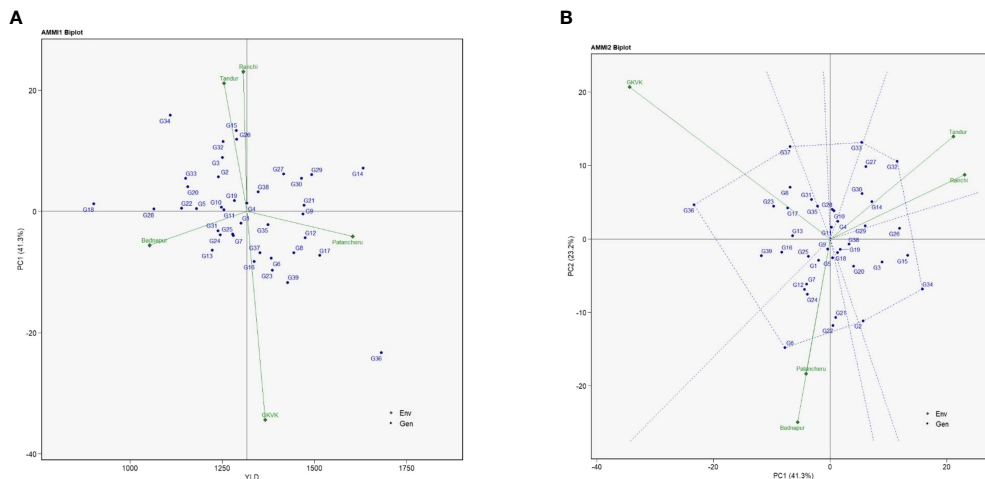 A
AMMI1 Biplot
Ranchi
Tandur
20
G34
G15
G26
G32
G3
G2
G27
G29
G14
G33
G30
G20
G38
G19
G21
G10
G22
G5
G4
G9
0
G18
G28
G11
G1
G31
G25
G35
G12
Patancheru
Badnapur
G24
G7
G13
G37
G8
G17
G16
G6
G23
G39
-20
G36
GKVK
Env
Gen
-40
1000
1250
1500
1750
YLD
PC1 (41.3%)
B
AMMI2 Biplot
20
GKVK
Tandur
G37
G33
G27
G32
10
Ranchi
G8
G30
G31
G36
G23
G17
G35
G28
G14
G10
G4
G29
G26
G13
G11
0
G39
G16
G25
G9
G38
G19
G1
G5
G18
G3
G15
G20
G7
G12
G24
G34
G21
-10
G22
G2
G6
Patancheru
-20
Badnapur
Env
Gen
-40
-20
0
20
PC1 (41.3%)
PC2 (23.2%)